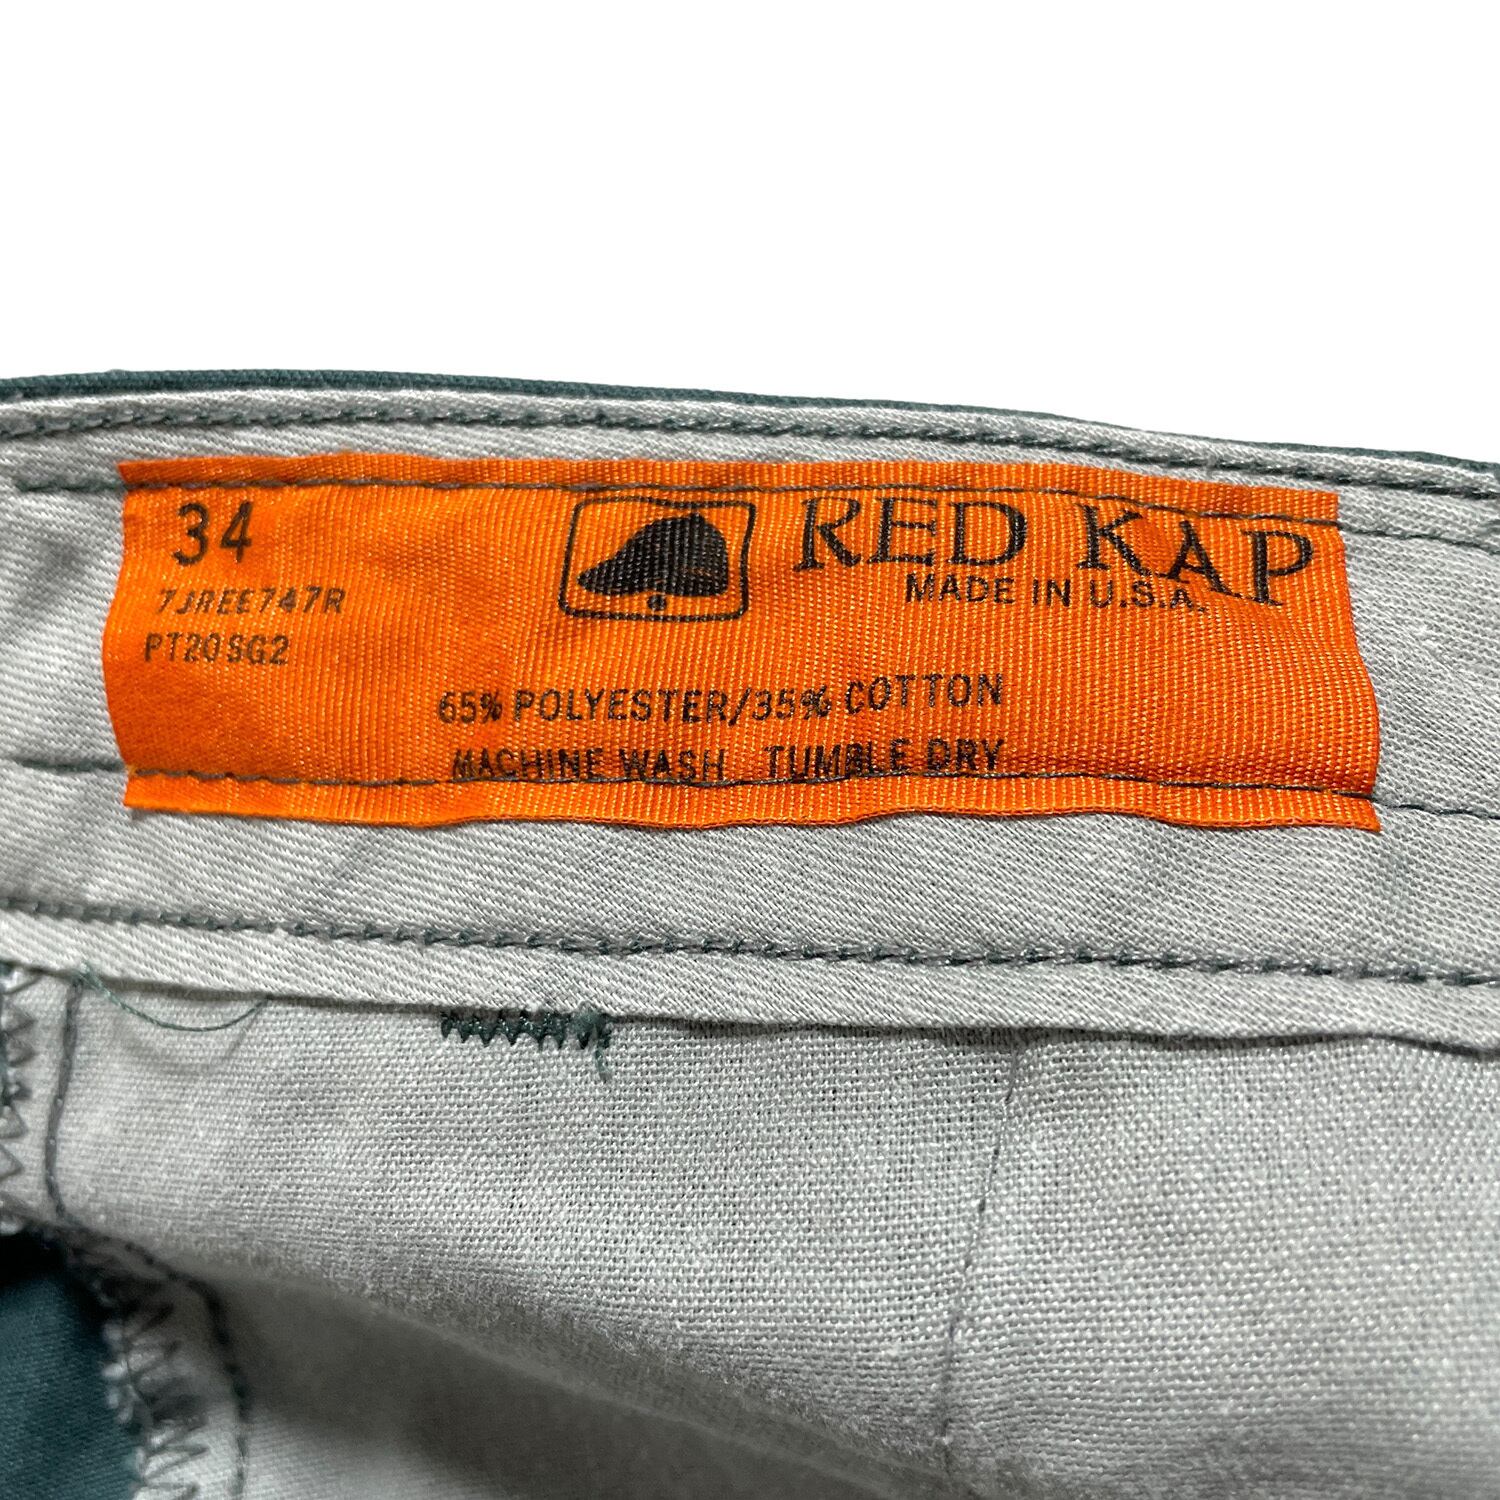 34
RED KAP
MADE IN U.S.A.
7JREE747R
PT20SG2
65% POLYESTER/35% COTTON
MACHINE WASH TUMBLE DRY